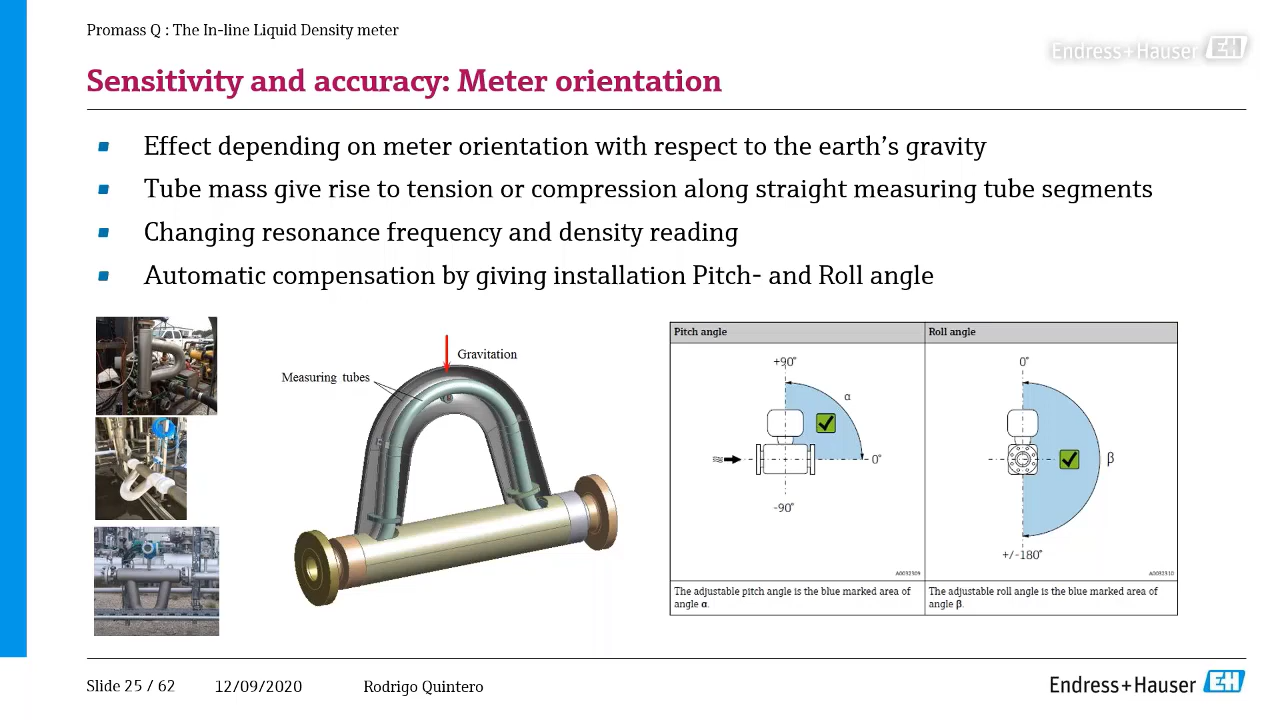 Promass Q : The In-line Liquid Density meter
Endress+Hauser EH
Sensitivity and accuracy: Meter orientation
Effect depending on meter orientation with respect to the earth’s gravity
Tube mass give rise to tension or compression along straight measuring tube segments
Changing resonance frequency and density reading
Automatic compensation by giving installation Pitch- and Roll angle
Gravitation
Measuring tubes
Pitch angle
Roll angle
+90°
α
0°
-90°
A0032309
0°
β
+/-180°
A0032310
The adjustable pitch angle is the blue marked area of
angle α.
The adjustable roll angle is the blue marked area of
angle β.
Slide 25 / 62
12/09/2020
Rodrigo Quintero
Endress+Hauser EH